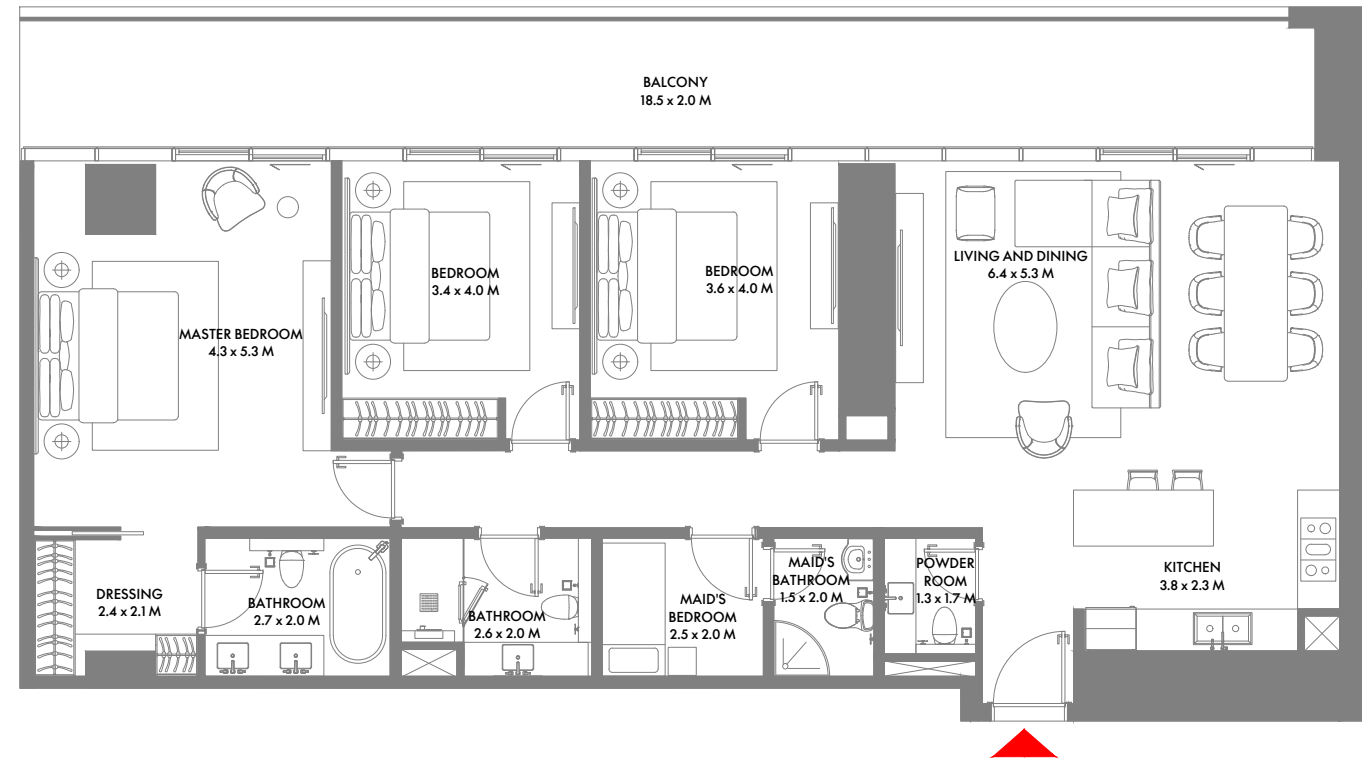 BALCONY
18.5 x 2.0 M
LIVING AND DINING
6.4 x 5.3 M
BEDROOM
3.4 x 4.0 M
BEDROOM
3.6 x 4.0 M
MASTER BEDROOM
4.3 x 5.3 M
DRESSING
2.4 x 2.1 M
BATHROOM
2.7 x 2.0 M
BATHROOM
2.6 x 2.0 M
MAID'S
BEDROOM
2.5 x 2.0 M
MAID'S
BATHROOM
1.5 x 2.0 M
POWDER
ROOM
1.3 x 1.7 M
KITCHEN
3.8 x 2.3 M